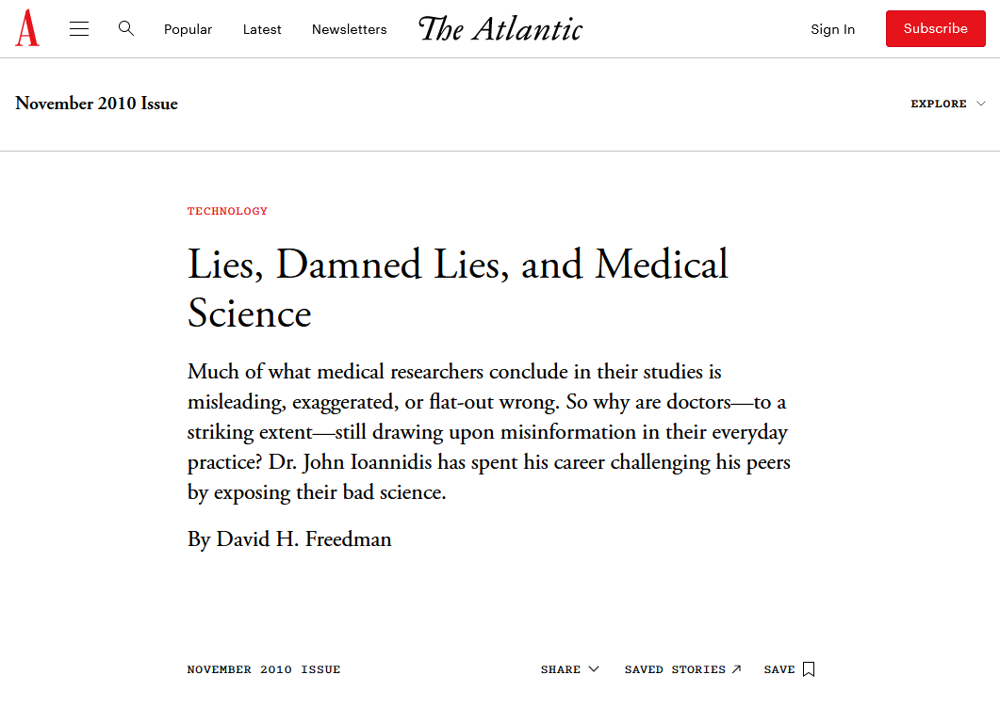 A Popular Latest Newsletters The Atlantic Sign In Subscribe
November 2010 Issue EXPLORE
TECHNOLOGY
Lies, Damned Lies, and Medical
Science
Much of what medical researchers conclude in their studies is
misleading, exaggerated, or flat-out wrong. So why are doctors—to a
striking extent—still drawing upon misinformation in their everyday
practice? Dr. John Ioannidis has spent his career challenging his peers
by exposing their bad science.
By David H. Freedman
NOVEMBER 2010 ISSUE SHARE SAVED STORIES SAVE